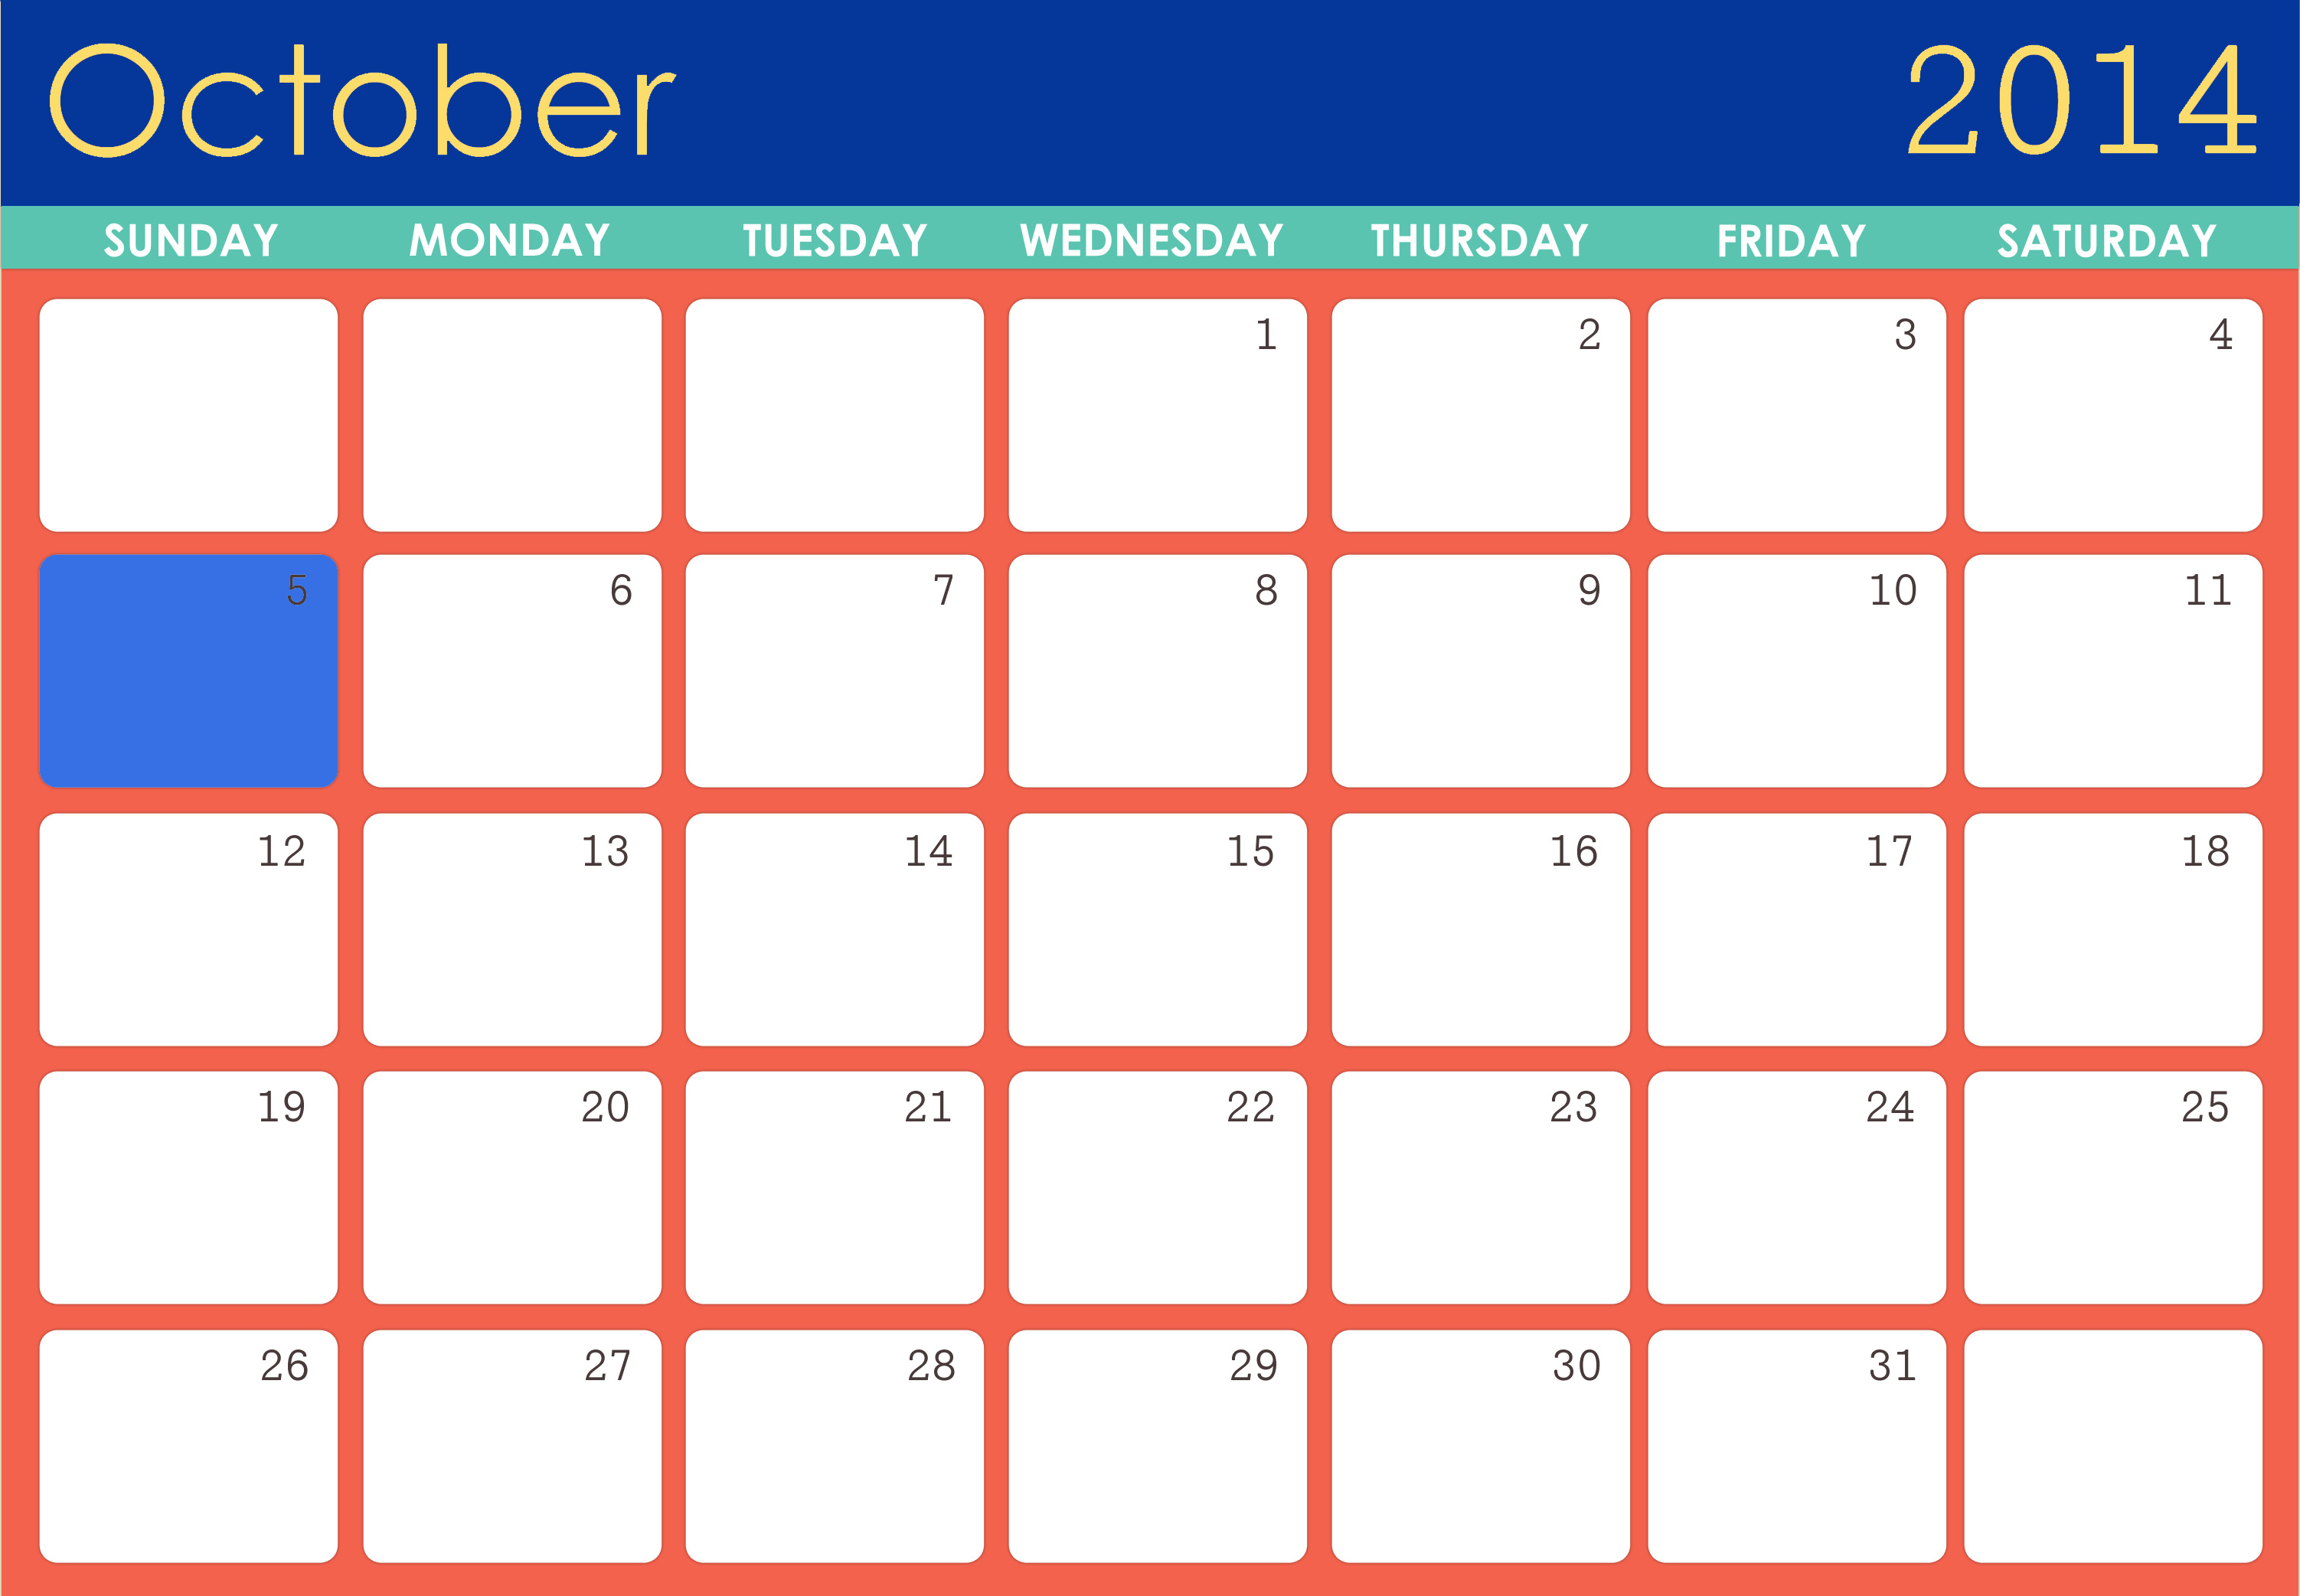 October 2014
SUNDAY MONDAY TUESDAY WEDNESDAY THURSDAY FRIDAY SATURDAY
1 2 3 4
5 6 7 8 9 10 11
12 13 14 15 16 17 18
19 20 21 22 23 24 25
26 27 28 29 30 31